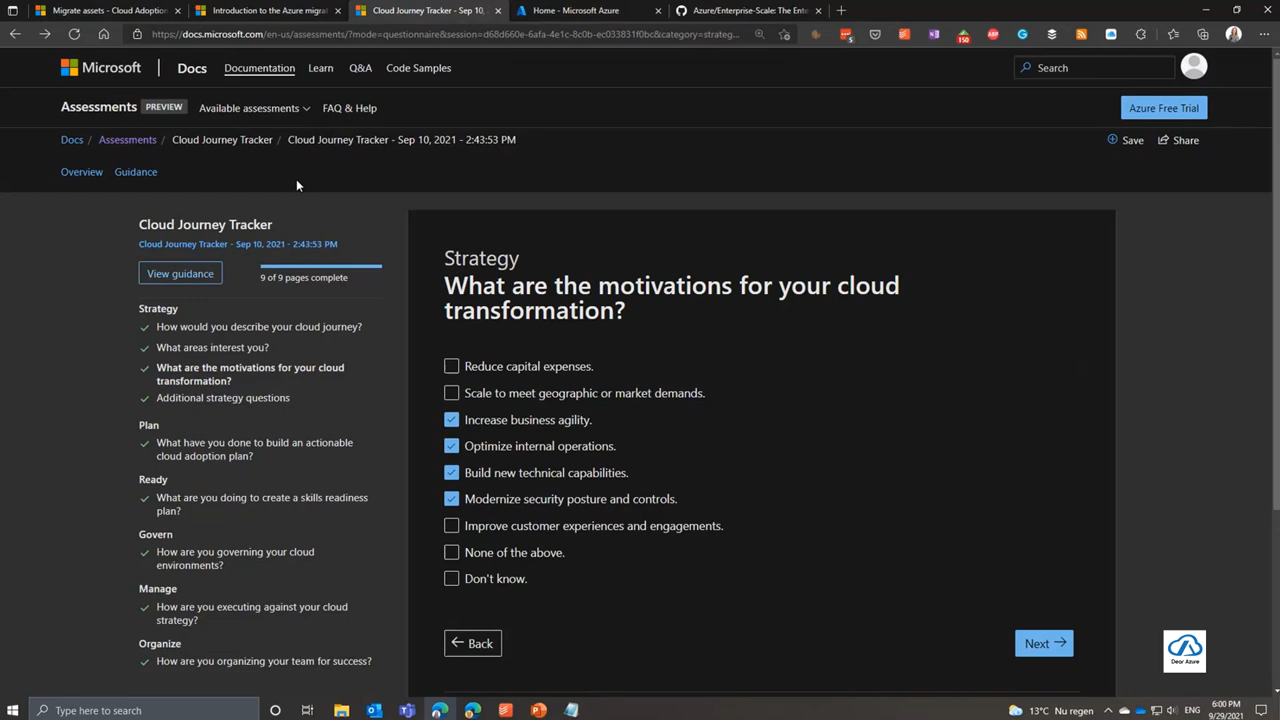 Migrate assets - Cloud Adoption
Introduction to the Azure migrat
Cloud Journey Tracker - Sep 10,
Home - Microsoft Azure
Azure/Enterprise-Scale: The Ente
https://docs.microsoft.com/en-us/assessments/?mode=questionnaire&session=d68d660e-6afa-4e1c-8c0b-ec033831f0bc&category=strateg...
Microsoft
Docs
Documentation
Learn
Q&A
Code Samples
Search
Assessments
PREVIEW
Available assessments
FAQ & Help
Azure Free Trial
Docs / Assessments / Cloud Journey Tracker / Cloud Journey Tracker - Sep 10, 2021 - 2:43:53 PM
Save
Share
Overview
Guidance
Cloud Journey Tracker
Cloud Journey Tracker - Sep 10, 2021 - 2:43:53 PM
View guidance
9 of 9 pages complete
Strategy
How would you describe your cloud journey?
What areas interest you?
What are the motivations for your cloud
transformation?
Additional strategy questions
Plan
What have you done to build an actionable
cloud adoption plan?
Ready
What are you doing to create a skills readiness
plan?
Govern
How are you governing your cloud
environments?
Manage
How are you executing against your cloud
strategy?
Organize
How are you organizing your team for success?
Strategy
What are the motivations for your cloud
transformation?
Reduce capital expenses.
Scale to meet geographic or market demands.
Increase business agility.
Optimize internal operations.
Build new technical capabilities.
Modernize security posture and controls.
Improve customer experiences and engagements.
None of the above.
Don't know.
Back
Next
Dear Azure
Type here to search
13°C Nu regen
ENG
6:00 PM
9/29/2021